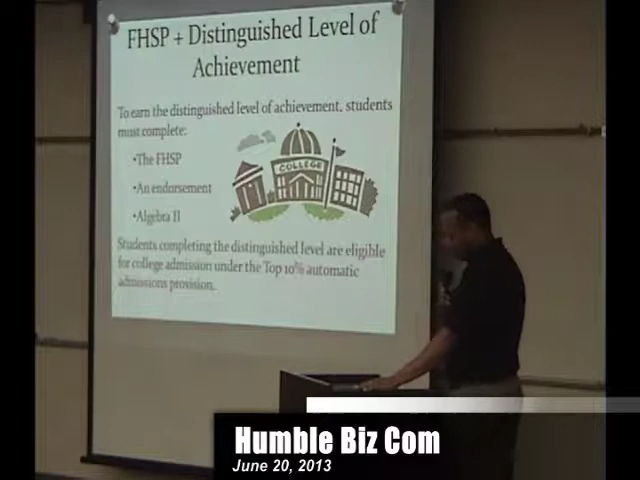 FHSP + Distinguished Level of
Achievement
To earn the distinguished level of achievement, students
must complete:
COLLEGE
•The FHSP
•An endorsement
•Algebra II
Students completing the distinguished level are eligible
for college admission under the Top 10% automatic
admissions provision.
Humble Biz Com
June 20, 2013